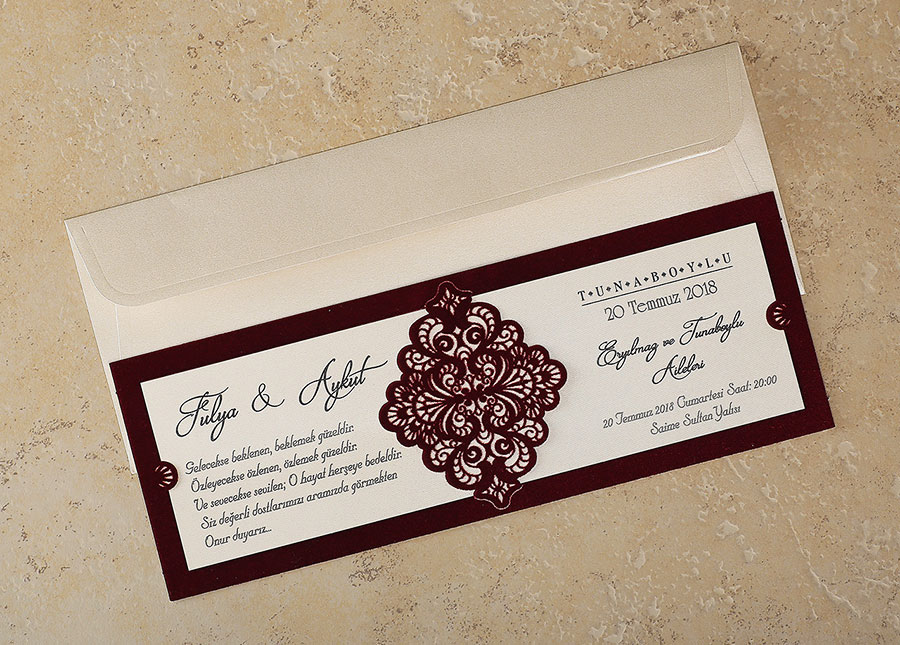 Fulya & Aykut
Gelecekse beklenen, beklemek güzeldir.
Özleyecekse özlenen, özlemek güzeldir.
Ve sevecekse sevilen; O hayat herşeye bedeldir.
Siz değerli dostlarımızı aramızda görmekten
Onur duyarız...
T•U•N•A•B•O•Y•L•U
20 Temmuz 2018
Eryılmaz ve Tunaboylu
Aileleri
20 Temmuz 2018 Cumartesi Saat: 20:00
Saime Sultan Yalısı